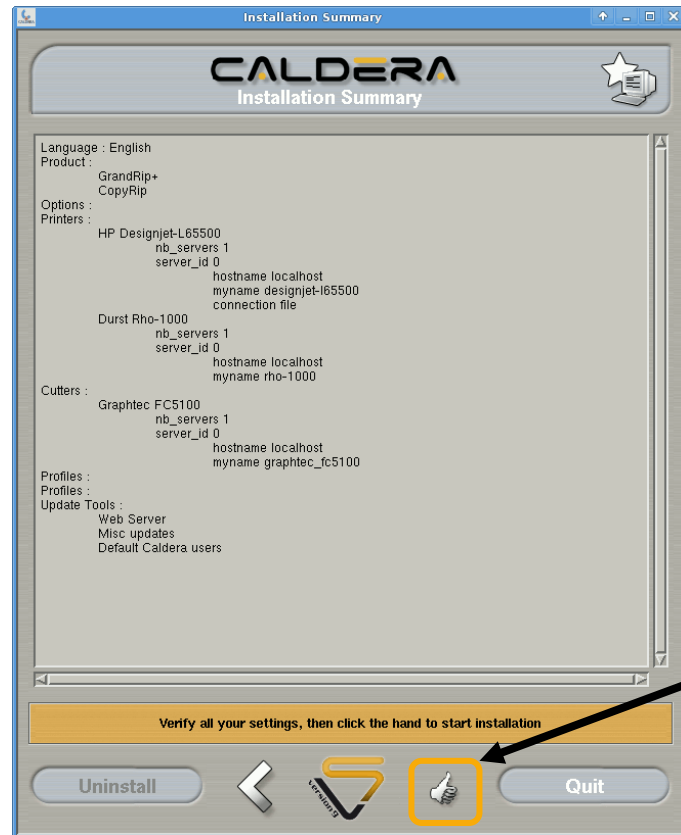 Installation Summary
CALDERA
Installation Summary
Language : English
Product :
GrandRip+
CopyRip
Options :
Printers :
HP Designjet-L65500
nb_servers 1
server_id 0
hostname localhost
myname designjet-l65500
connection file
Durst Rho-1000
nb_servers 1
server_id 0
hostname localhost
myname rho-1000
Cutters :
Graphtec FC5100
nb_servers 1
server_id 0
hostname localhost
myname graphtec_fc5100
Profiles :
Profiles :
Update Tools :
Web Server
Misc updates
Default Caldera users
Verify all your settings, then click the hand to start installation
Uninstall
version9
Quit